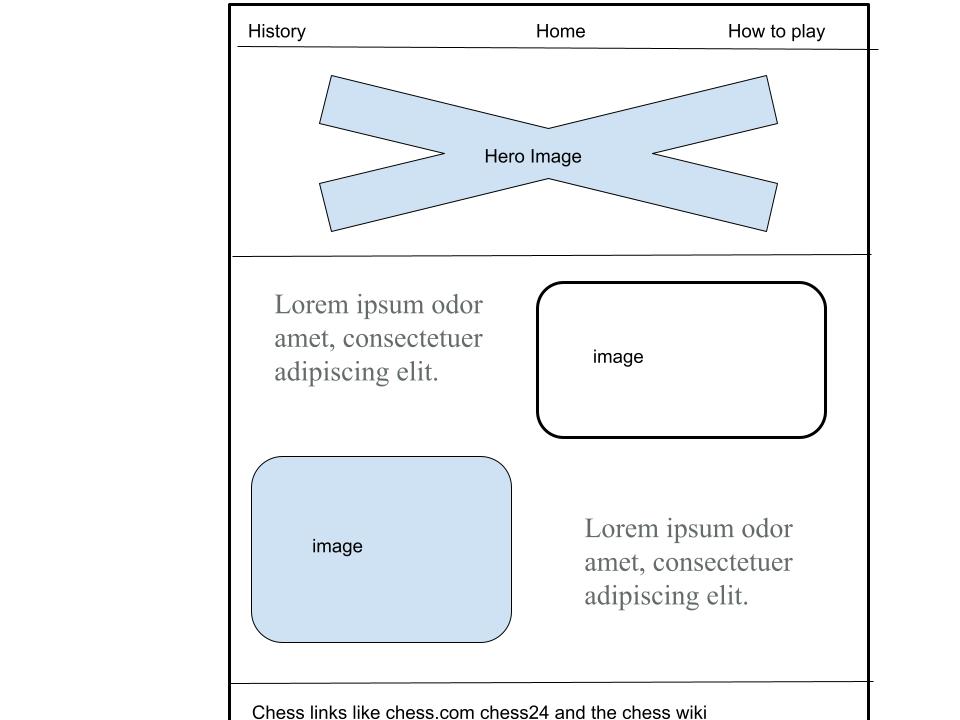 History Home How to play
Hero Image
Lorem ipsum odor
amet, consectetuer
adipiscing elit.
image
image
Lorem ipsum odor
amet, consectetuer
adipiscing elit.
Chess links like chess.com chess24 and the chess wiki